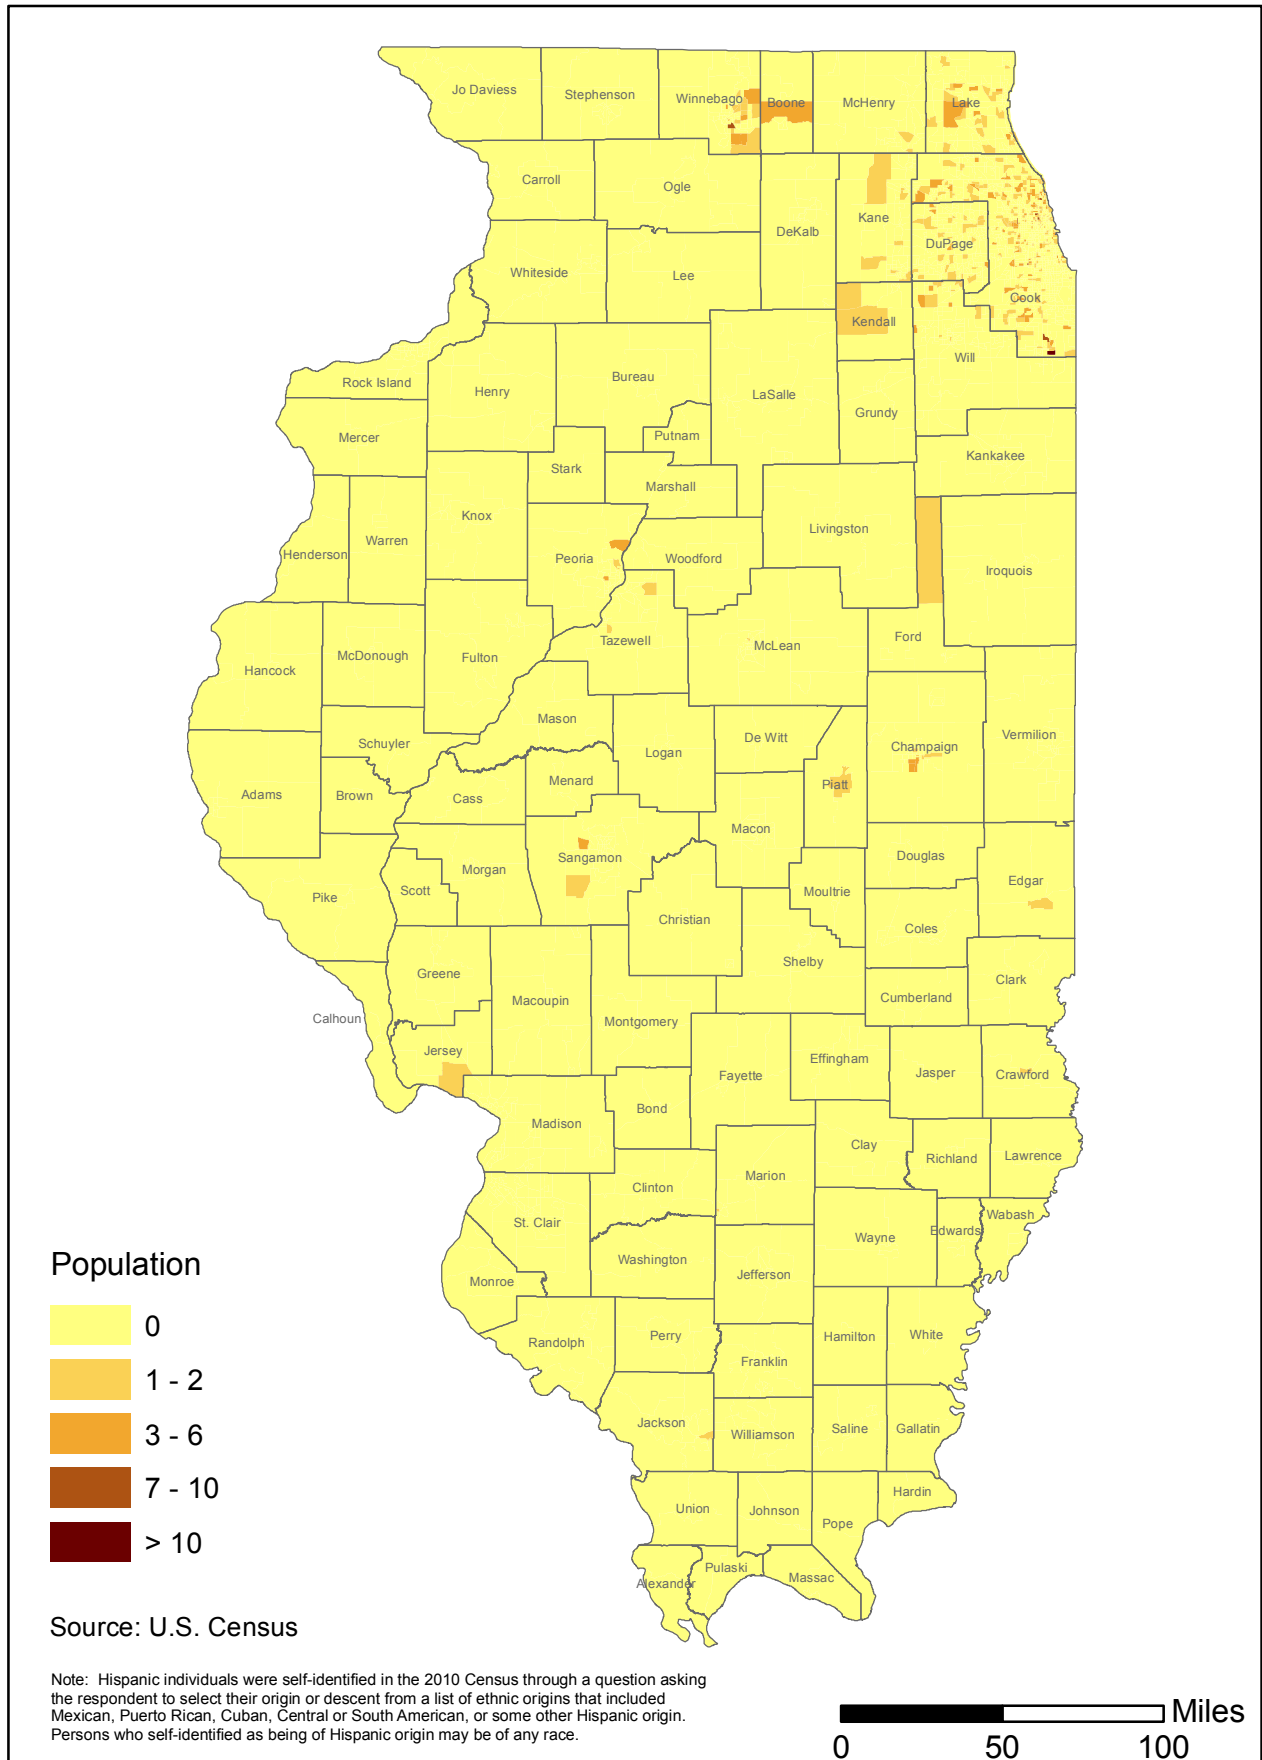 Jo Daviess
Stephenson
Winnebago
Boone
McHenry
Lake
Carroll
Ogle
Kane
DeKalb
DuPage
Whiteside
Lee
Cook
Kendall
Will
Rock Island
Henry
Bureau
LaSalle
Grundy
Mercer
Putnam
Kankakee
Stark
Marshall
Knox
Livingston
Henderson
Warren
Peoria
Woodford
Iroquois
Ford
Tazewell
McLean
Hancock
McDonough
Fulton
Mason
Schuyler
Logan
De Witt
Champaign
Vermilion
Menard
Piatt
Adams
Brown
Cass
Macon
Sangamon
Douglas
Morgan
Edgar
Scott
Moultrie
Pike
Christian
Coles
Shelby
Greene
Clark
Macoupin
Cumberland
Calhoun
Montgomery
Jersey
Effingham
Fayette
Jasper
Crawford
Bond
Madison
Clay
Richland
Lawrence
Marion
Clinton
St. Clair
Wabash
Edwards
Wayne
Washington
Jefferson
Monroe
Population
0
1 - 2
3 - 6
7 - 10
> 10
Randolph
Perry
Hamilton
White
Franklin
Jackson
Williamson
Saline
Gallatin
Hardin
Union
Johnson
Pope
Pulaski
Massac
Alexander
Source: U.S. Census
Note:  Hispanic individuals were self-identified in the 2010 Census through a question asking
the respondent to select their origin or descent from a list of ethnic origins that included
Mexican, Puerto Rican, Cuban, Central or South American, or some other Hispanic origin.
Persons who self-identified as being of Hispanic origin may be of any race.
Miles
0 50 100